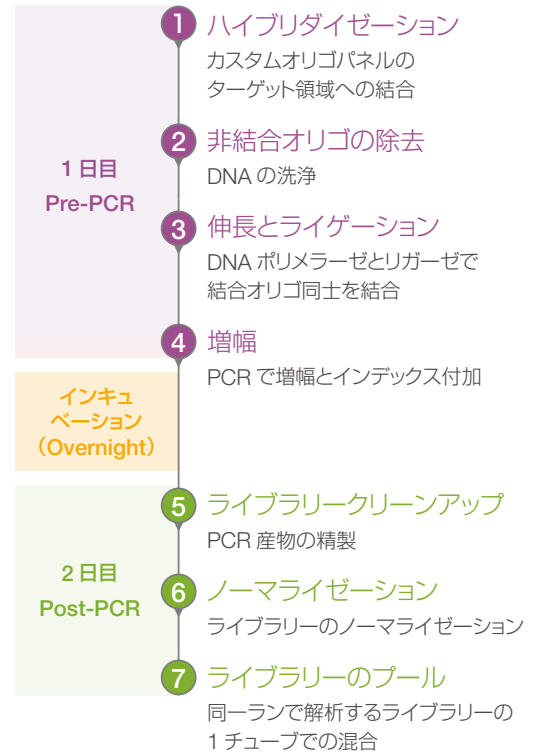 1 ハイブリダイゼーション
カスタムオリゴパネルの
ターゲット領域への結合
2 非結合オリゴの除去
DNA の洗浄
1 日目
Pre-PCR
3 伸長とライゲーション
DNA ポリメラーゼとリガーゼで
結合オリゴ同士を結合
4 増幅
PCR で増幅とインデックス付加
インキュ
ベーション
（Overnight）
5 ライブラリークリーンアップ
PCR 産物の精製
2 日目
Post-PCR
6 ノーマライゼーション
ライブラリーのノーマライゼーション
7 ライブラリーのプール
同一ランで解析するライブラリーの
1 チューブでの混合